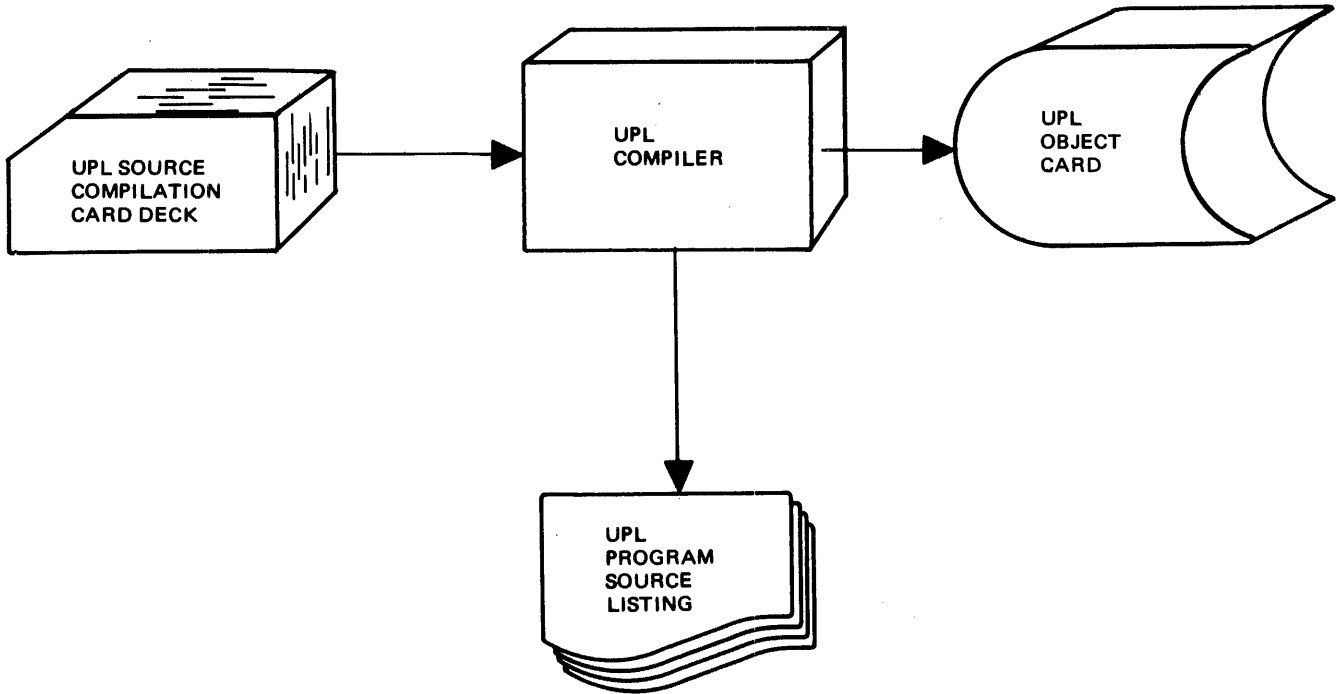 UPL SOURCE
COMPILATION
CARD DECK
UPL
COMPILER
UPL
OBJECT
CARD
UPL
PROGRAM
SOURCE
LISTING